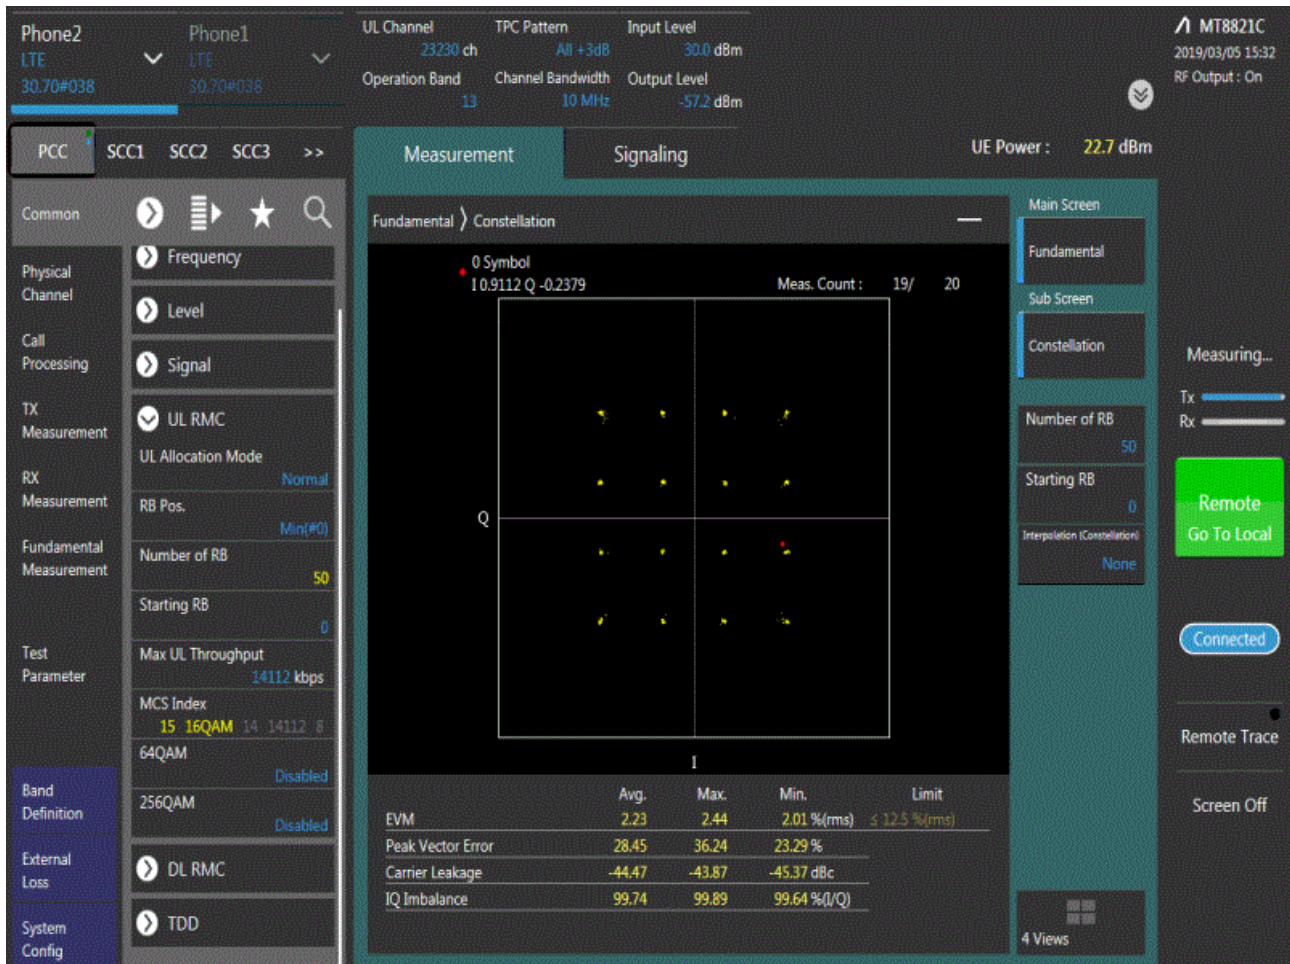 Phone2
LTE
30.70#038
Phone1
LTE
30.70#038
UL Channel
23230 ch
TPC Pattern
All +3dB
Input Level
30.0 dBm
Operation Band
13
Channel Bandwidth
10 MHz
Output Level
-57.2 dBm
MT8821C
2019/03/05 15:32
RF Output : On
PCC SCC1 SCC2 SCC3 >>
Measurement
Signaling
UE Power : 22.7 dBm
Common
Physical
Channel
Call
Processing
TX
Measurement
RX
Measurement
Fundamental
Measurement
Test
Parameter
Band
Definition
External
Loss
System
Config
Frequency
Level
Signal
UL RMC
UL Allocation Mode
Normal
RB Pos.
Min(#0)
Number of RB
50
Starting RB
0
Max UL Throughput
14112 kbps
MCS Index
15 16QAM 14 14112 8
64QAM
Disabled
256QAM
Disabled
DL RMC
TDD
Fundamental 〉 Constellation
0 Symbol
I 0.9112 Q -0.2379
Meas. Count : 19/ 20
Q
I
Avg. Max. Min. Limit
EVM 2.23 2.44 2.01 %(rms) ≤ 12.5 %(rms)
Peak Vector Error 28.45 36.24 23.29 %
Carrier Leakage -44.47 -43.87 -45.37 dBc
IQ Imbalance 99.74 99.89 99.64 %(I/Q)
Main Screen
Fundamental
Sub Screen
Constellation
Number of RB
50
Starting RB
0
Interpolation (Constellation)
None
4 Views
Measuring...
Tx
Rx
Remote
Go To Local
Connected
Remote Trace
Screen Off